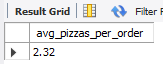 Result Grid Filter R
avg_pizzas_per_order
2.32